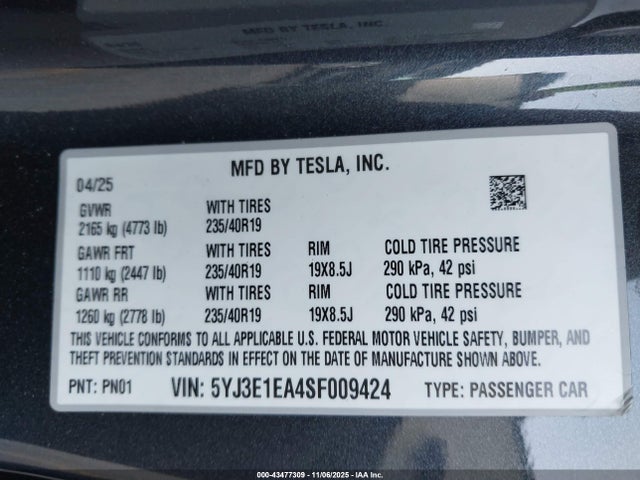 MFD BY TESLA, INC.
04/25
GVWR WITH TIRES
2165 kg (4773 lb) 235/40R19
GAWR FRT WITH TIRES RIM COLD TIRE PRESSURE
1110 kg (2447 lb) 235/40R19 19X8.5J 290 kPa, 42 psi
GAWR RR WITH TIRES RIM COLD TIRE PRESSURE
1260 kg (2778 lb) 235/40R19 19X8.5J 290 kPa, 42 psi
THIS VEHICLE CONFORMS TO ALL APPLICABLE U.S. FEDERAL MOTOR VEHICLE SAFETY, BUMPER, AND
THEFT PREVENTION STANDARDS IN EFFECT ON THE DATE OF MANUFACTURE SHOWN ABOVE.
PNT: PN01 VIN: 5YJ3E1EA4SF009424 TYPE: PASSENGER CAR
000-43477309 - 11/06/2025 - IAA Inc.